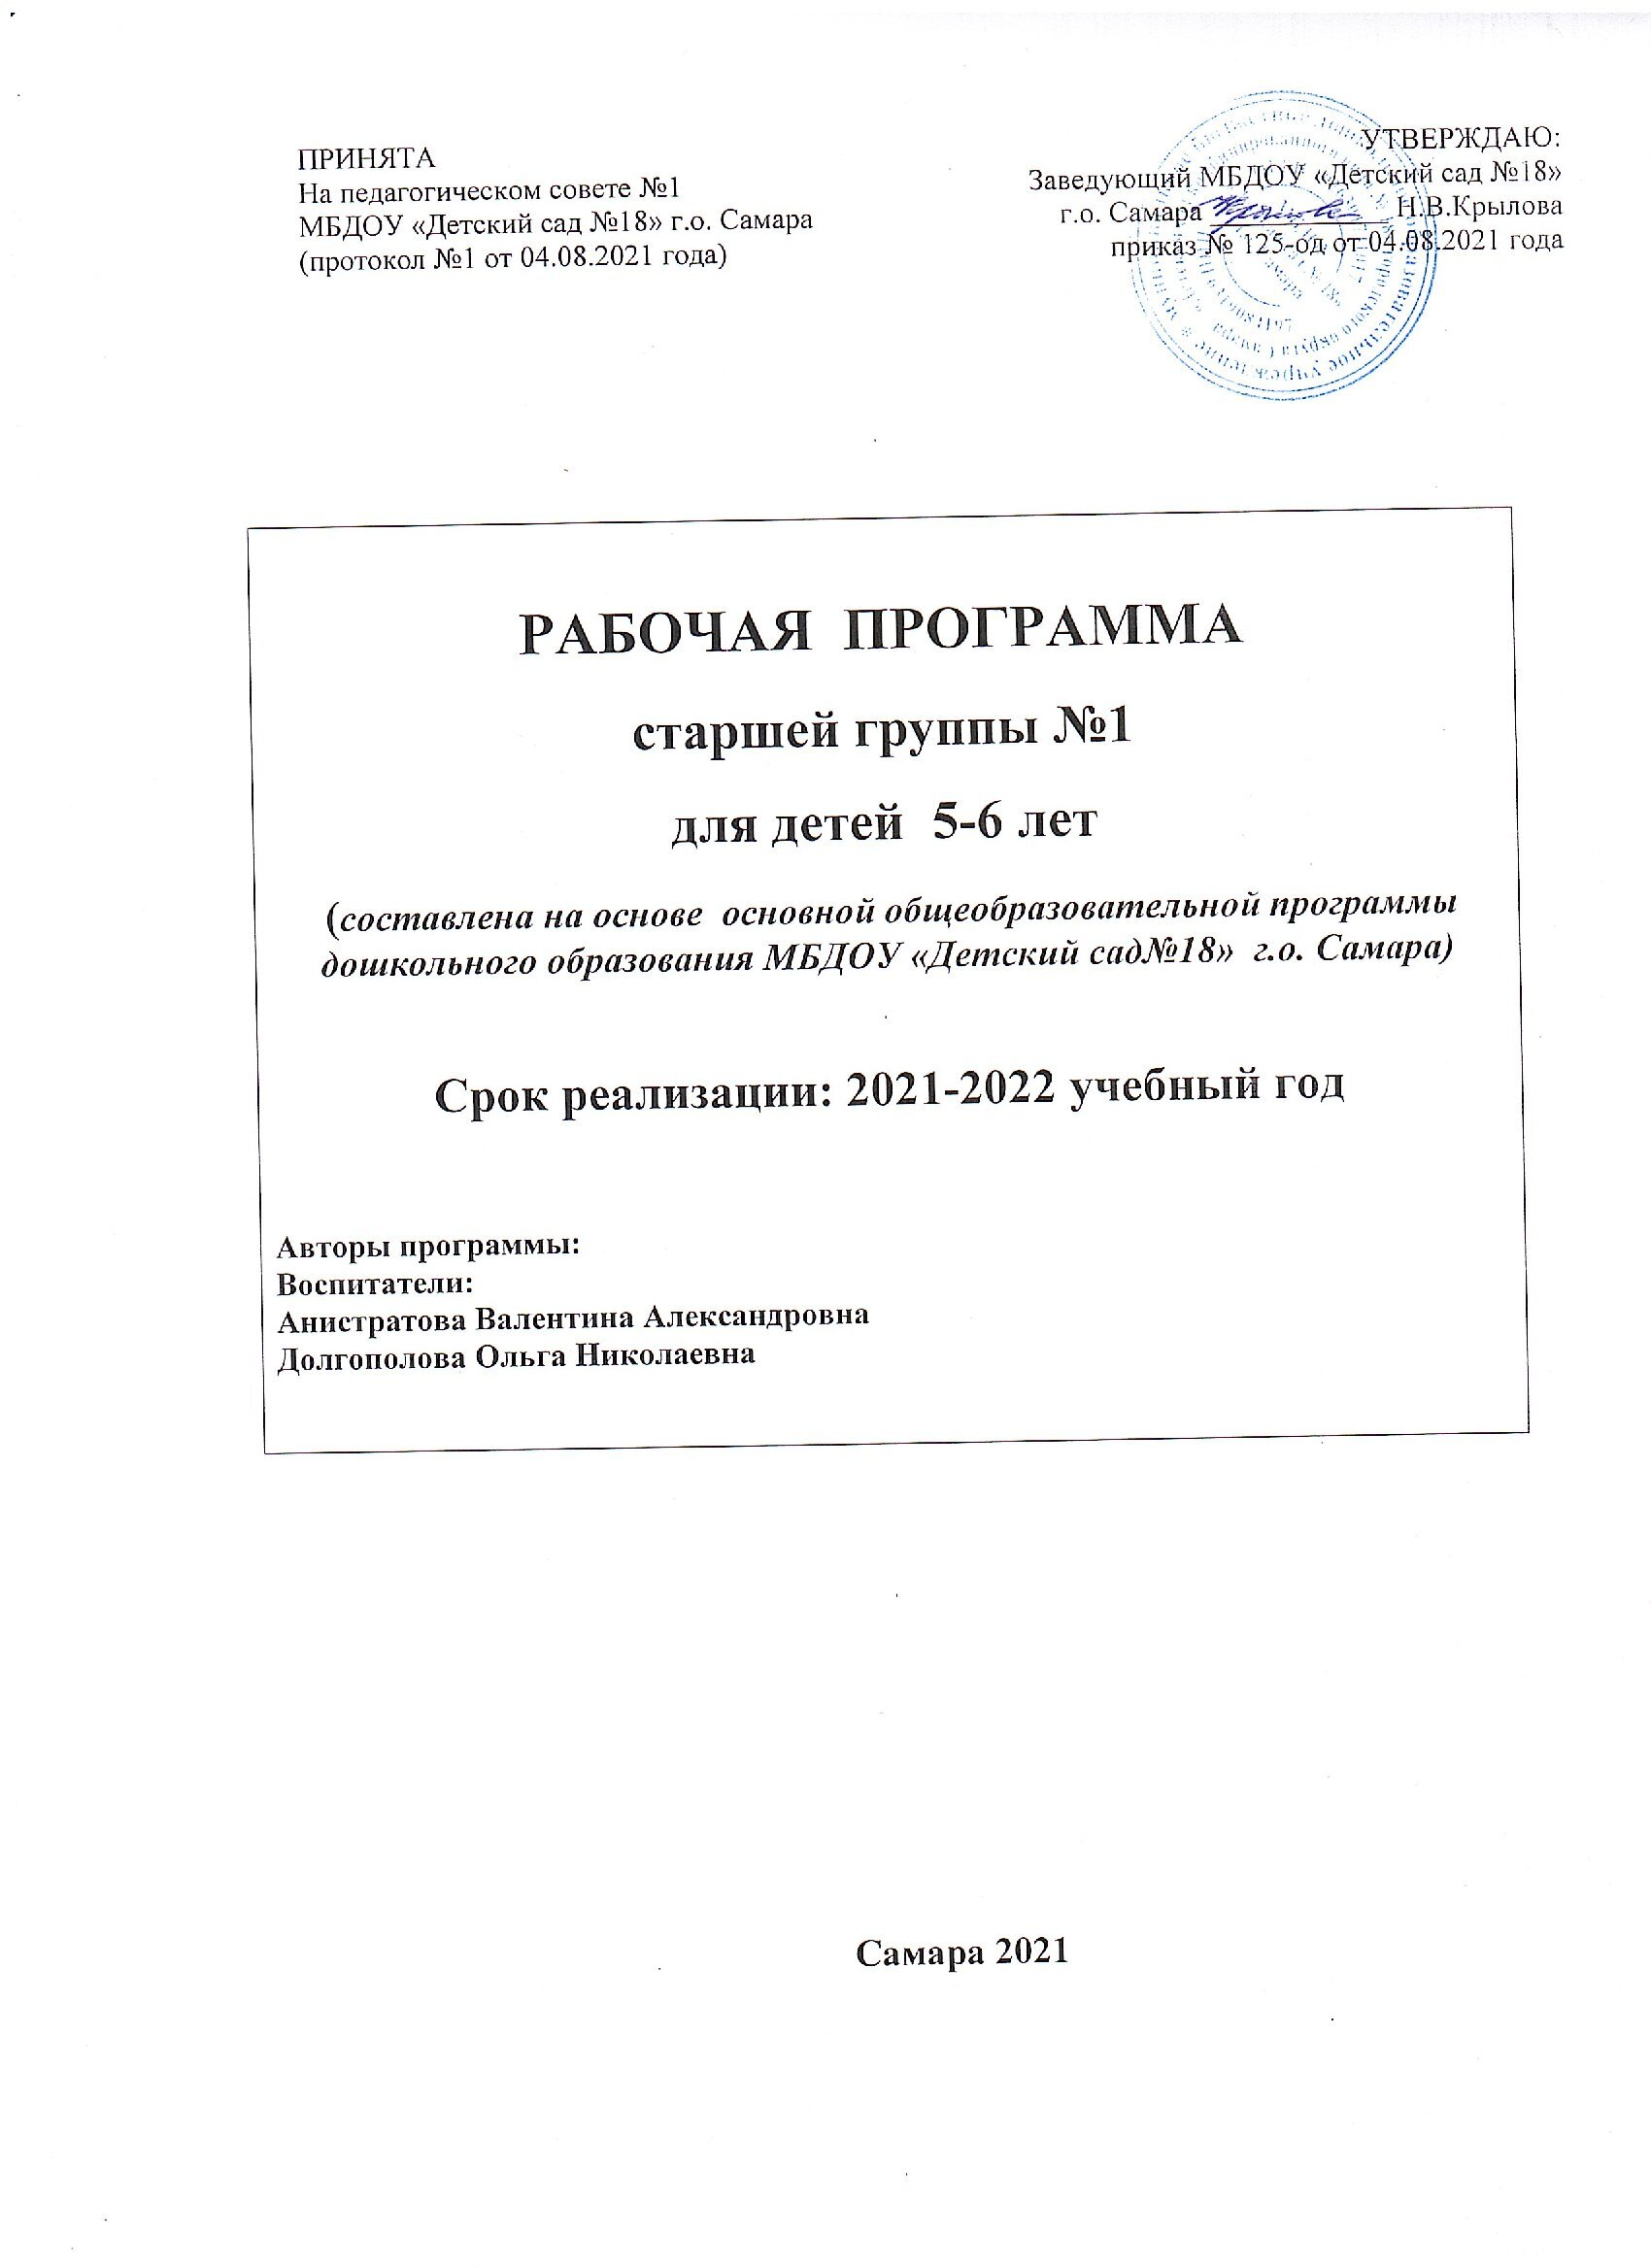 ПРИНЯТА
На педагогическом совете №1
МБДОУ «Детский сад №18» г.о. Самара
(протокол №1 от 04.08.2021 года)
УТВЕРЖДАЮ:
Заведующий МБДОУ «Детский сад №18»
г.о. Самара ______________ Н.В.Крылова
приказ № 125-од от 04.08.2021 года
РАБОЧАЯ ПРОГРАММА
старшей группы №1
для детей 5-6 лет
(составлена на основе основной общеобразовательной программы
дошкольного образования МБДОУ «Детский сад№18» г.о. Самара)
Срок реализации: 2021-2022 учебный год
Авторы программы:
Воспитатели:
Анистратова Валентина Александровна
Долгополова Ольга Николаевна
Самара 2021